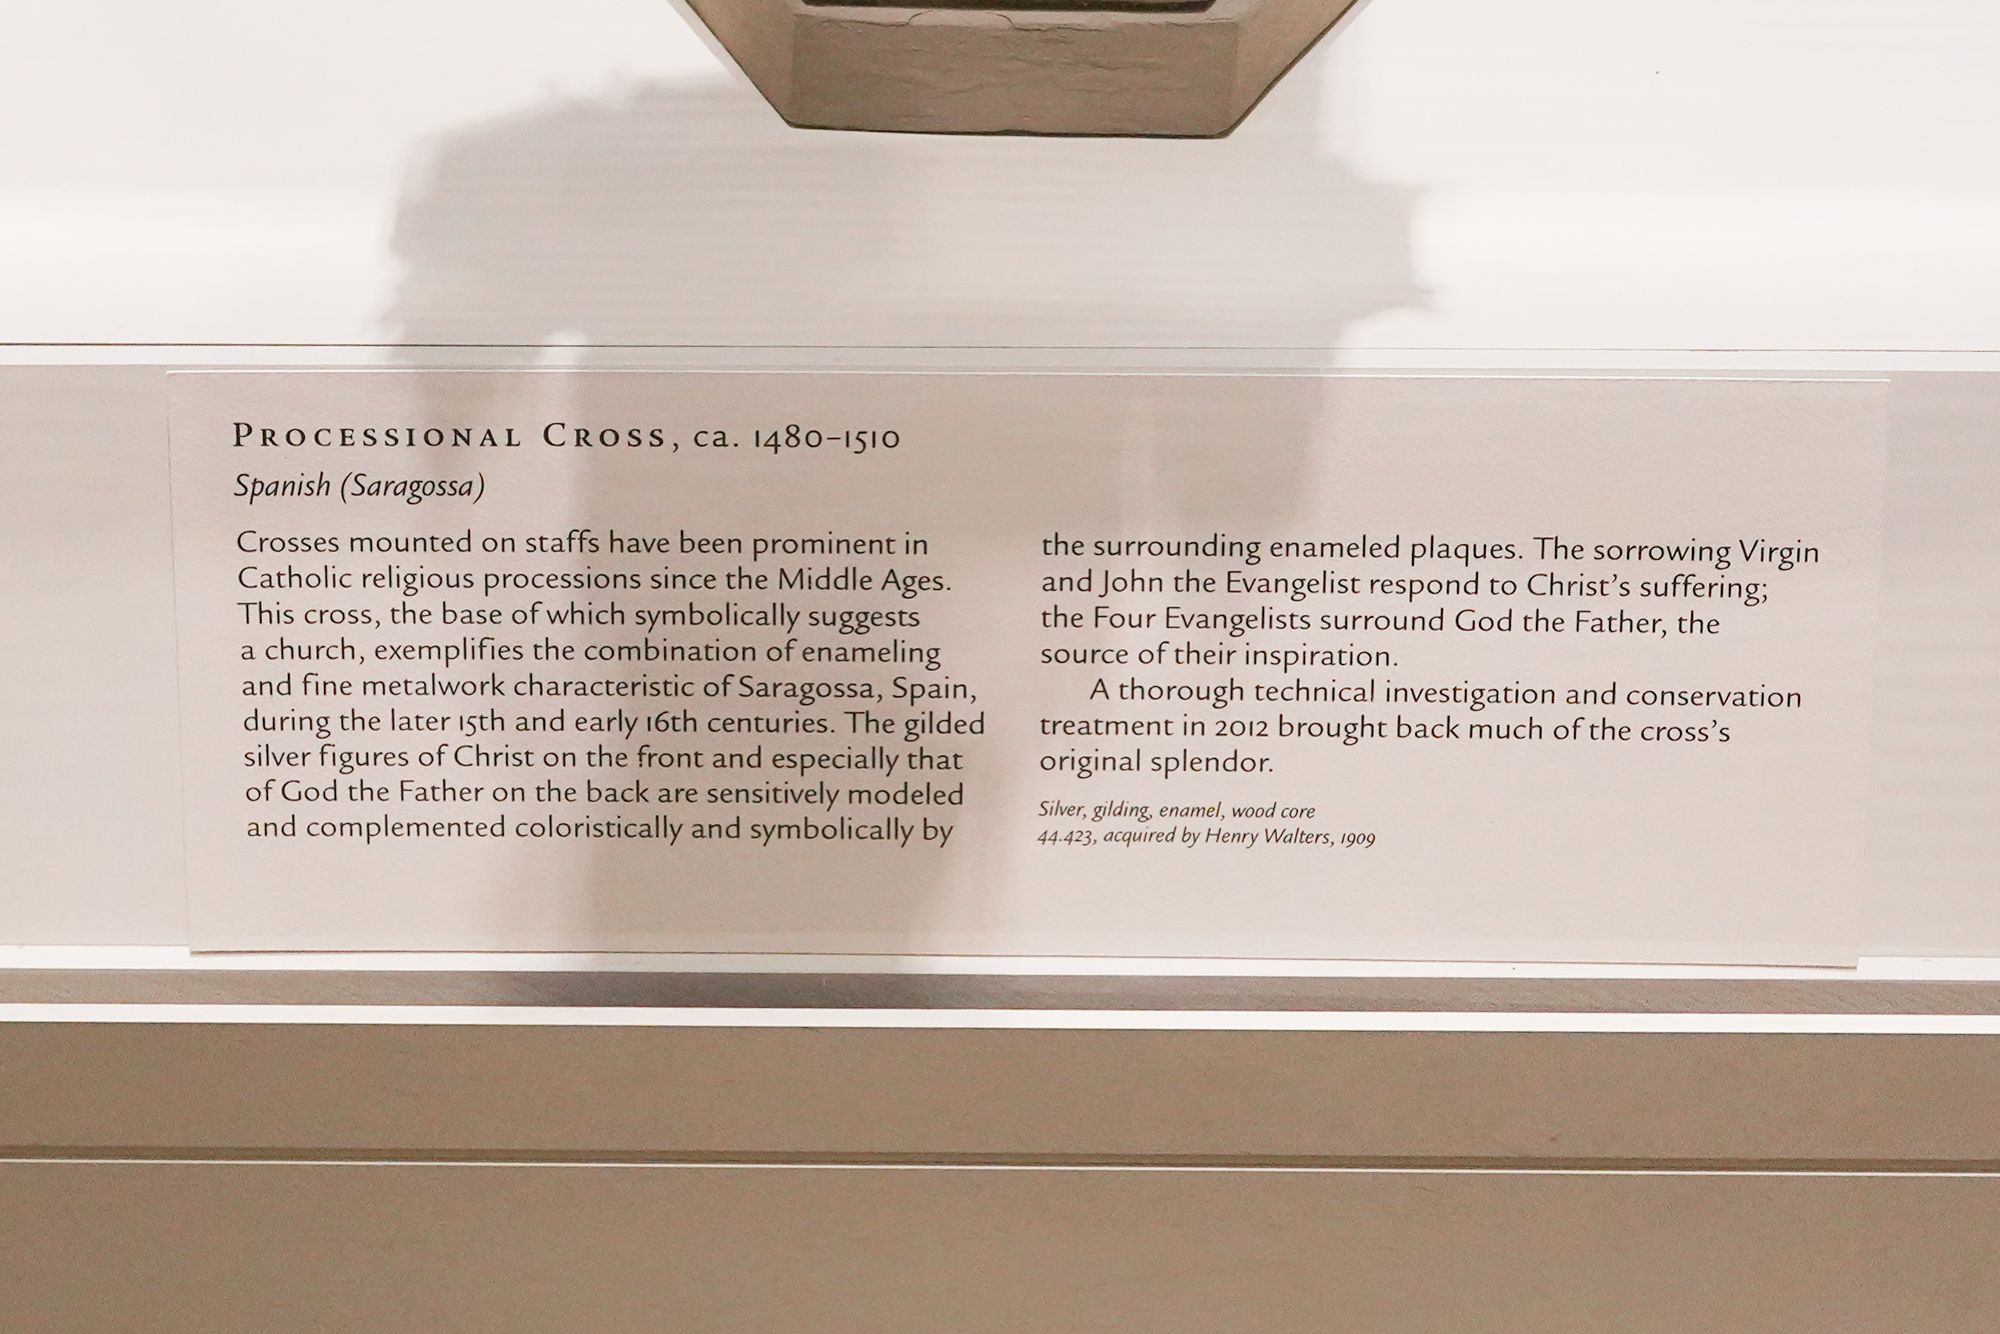 PROCESSIONAL CROSS, ca. 1480–1510
Spanish (Saragossa)
Crosses mounted on staffs have been prominent in
Catholic religious processions since the Middle Ages.
This cross, the base of which symbolically suggests
a church, exemplifies the combination of enameling
and fine metalwork characteristic of Saragossa, Spain,
during the later 15th and early 16th centuries. The gilded
silver figures of Christ on the front and especially that
of God the Father on the back are sensitively modeled
and complemented coloristically and symbolically by
the surrounding enameled plaques. The sorrowing Virgin
and John the Evangelist respond to Christ’s suffering;
the Four Evangelists surround God the Father, the
source of their inspiration.
A thorough technical investigation and conservation
treatment in 2012 brought back much of the cross’s
original splendor.
Silver, gilding, enamel, wood core
44.423, acquired by Henry Walters, 1909